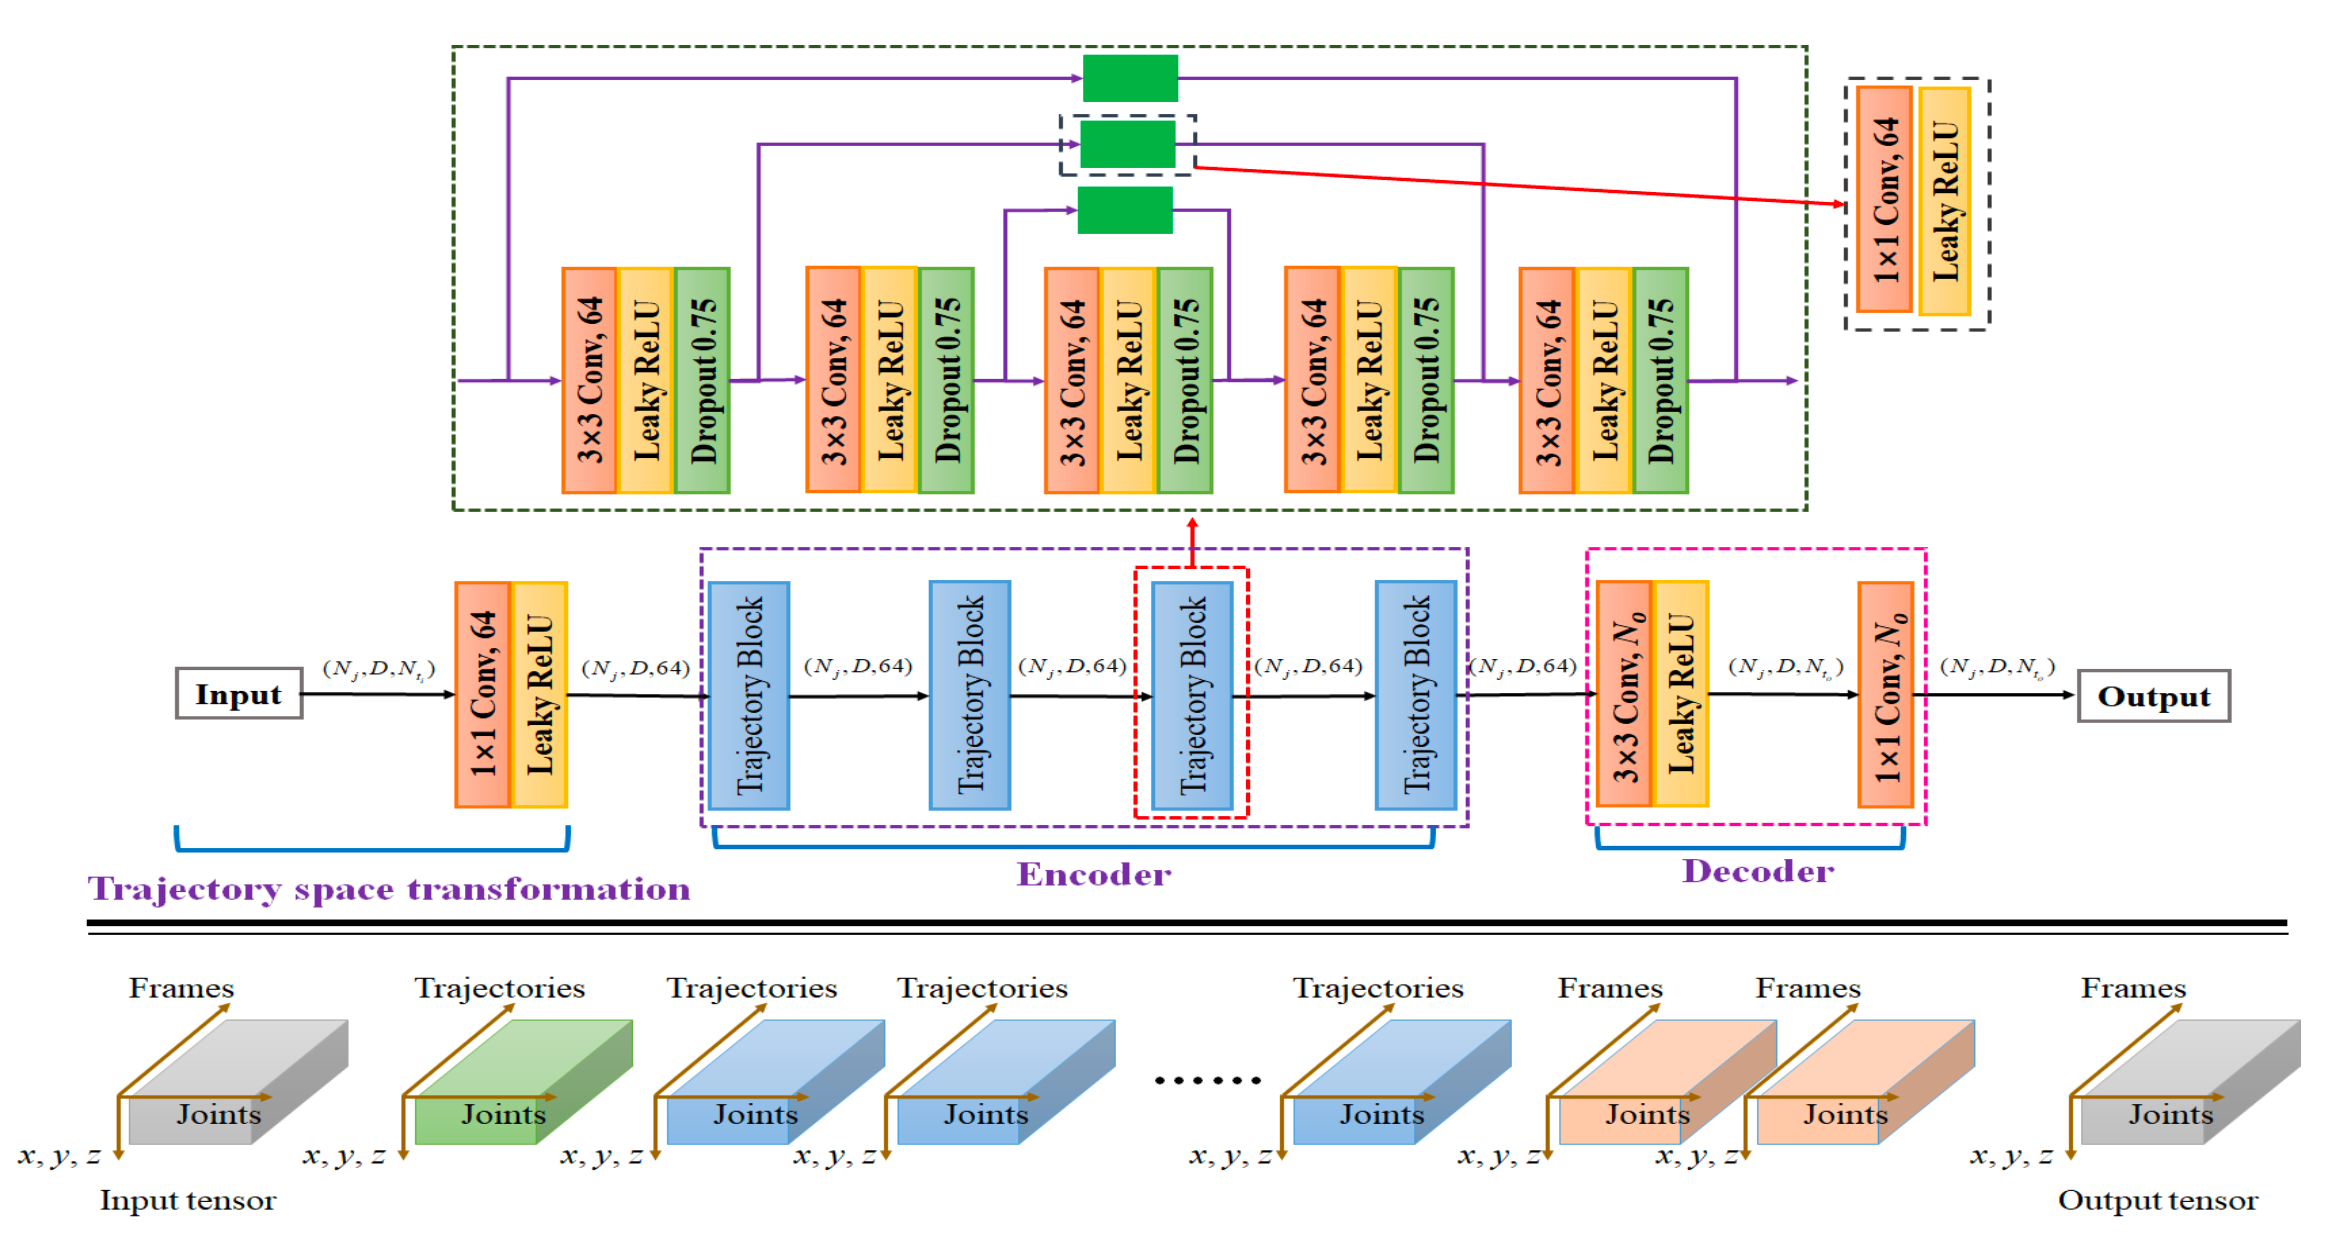 1×1 Conv, 64
Leaky ReLU
3×3 Conv, 64
Leaky ReLU
Dropout 0.75
3×3 Conv, 64
Leaky ReLU
Dropout 0.75
3×3 Conv, 64
Leaky ReLU
Dropout 0.75
3×3 Conv, 64
Leaky ReLU
Dropout 0.75
3×3 Conv, 64
Leaky ReLU
Dropout 0.75
Input
(N_j, D, N_{t_i})
1×1 Conv, 64
Leaky ReLU
(N_j, D, 64)
Trajectory Block
(N_j, D, 64)
Trajectory Block
(N_j, D, 64)
Trajectory Block
(N_j, D, 64)
Trajectory Block
(N_j, D, 64)
3×3 Conv, N_o
Leaky ReLU
(N_j, D, N_{t_o})
1×1 Conv, N_o
(N_j, D, N_{t_o})
Output
Trajectory space transformation
Encoder
Decoder
Frames
Trajectories
Trajectories
Trajectories
Trajectories
Frames
Frames
Frames
Joints
Joints
Joints
Joints
......
Joints
Joints
Joints
Joints
x, y, z
x, y, z
x, y, z
x, y, z
x, y, z
x, y, z
x, y, z
x, y, z
Input tensor
Output tensor